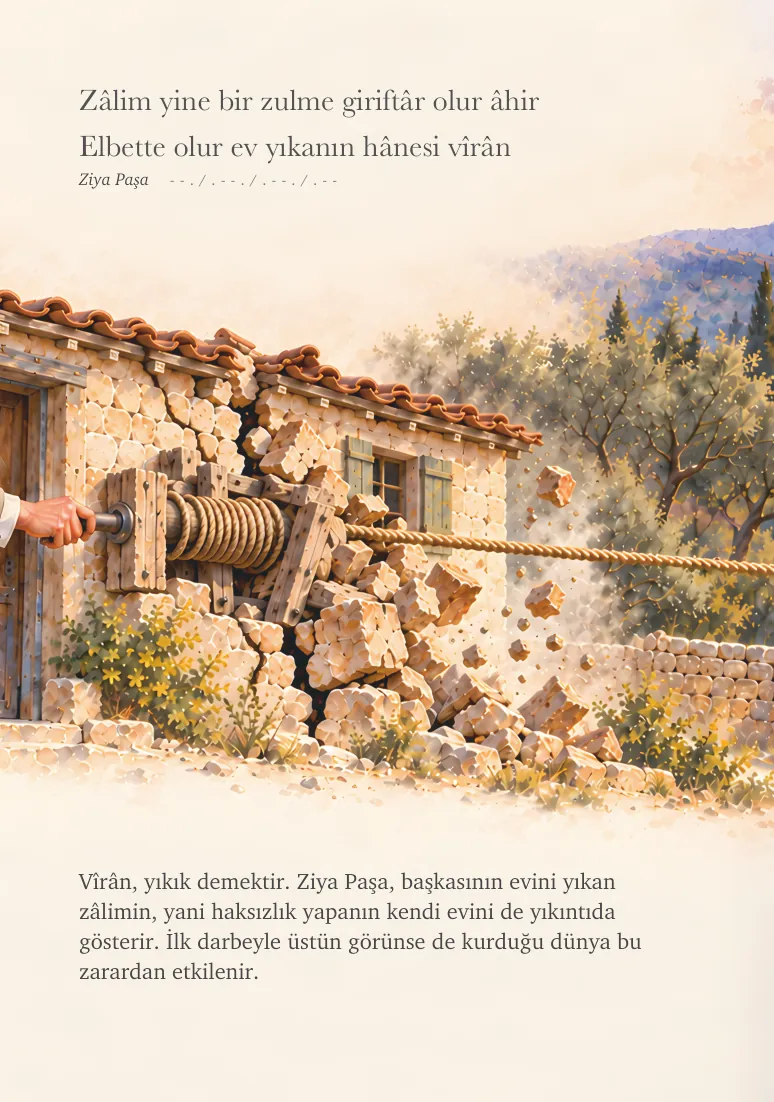 Zâlim yine bir zulme giriftâr olur âhir
Elbette olur ev yıkanın hânesi vîrân
Ziya Paşa - - . / . - - . / . - - . / . - -
Vîrân, yıkık demektir. Ziya Paşa, başkasının evini yıkan
zâlimin, yani haksızlık yapanın kendi evini de yıkıntıda
gösterir. İlk darbeyle üstün görünse de kurduğu dünya bu
zarardan etkilenir.